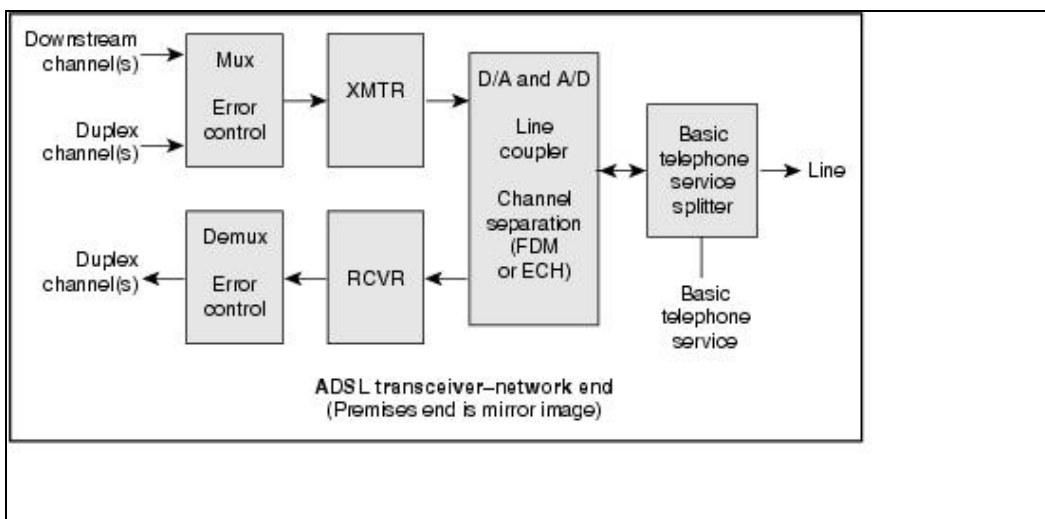 Downstream
channel(s)
Duplex
channel(s)
Mux
Error
control
XMTR
D/A and A/D
Line
coupler
Channel
separation
(FDM
or ECH)
Basic
telephone
service
splitter
Line
Duplex
channel(s)
Demux
Error
control
RCVR
Basic
telephone
service
ADSL transceiver–network end
(Premises end is mirror image)